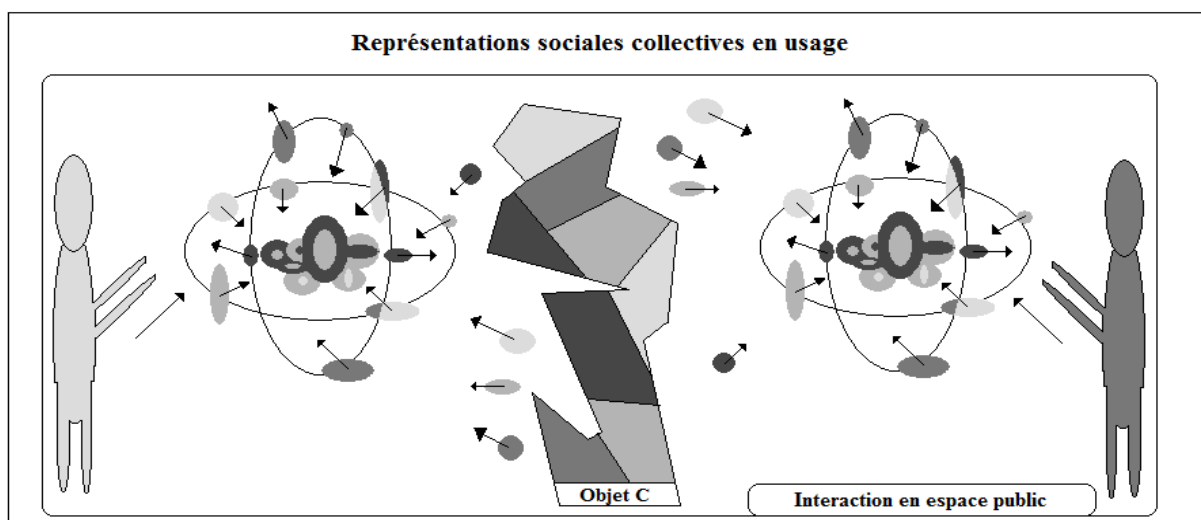 Représentations sociales collectives en usage
Objet C
Interaction en espace public